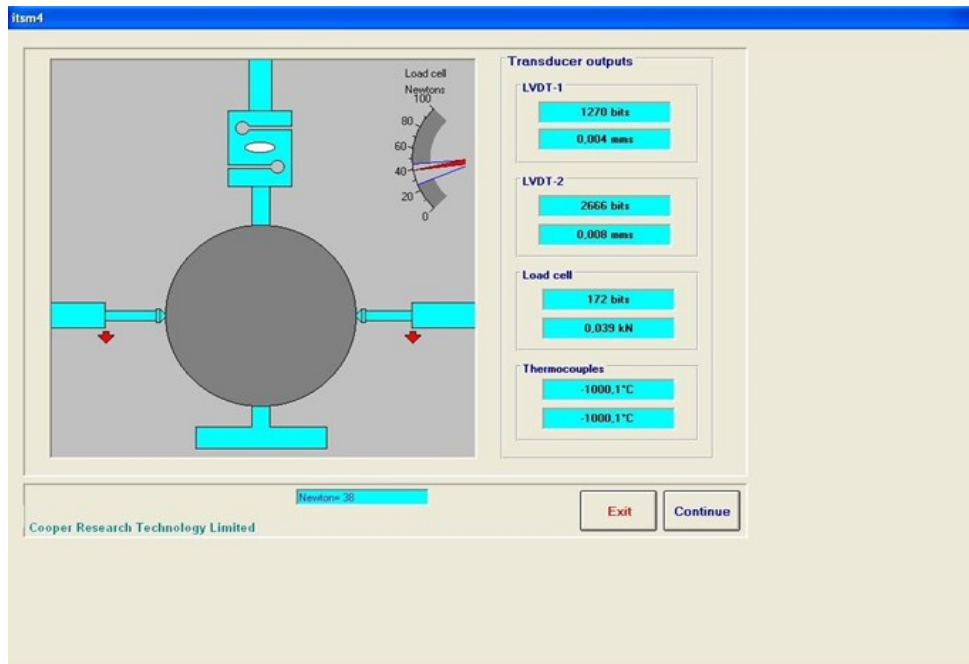 itsm4
Load cell
Newtons
100
80
60
40
20
0
Transducer outputs
LVDT-1
1270 bits
0,004 mms
LVDT-2
2666 bits
0,008 mms
Load cell
172 bits
0,039 kN
Thermocouples
-1000,1°C
-1000,1°C
Newton= 38
Exit
Continue
Cooper Research Technology Limited